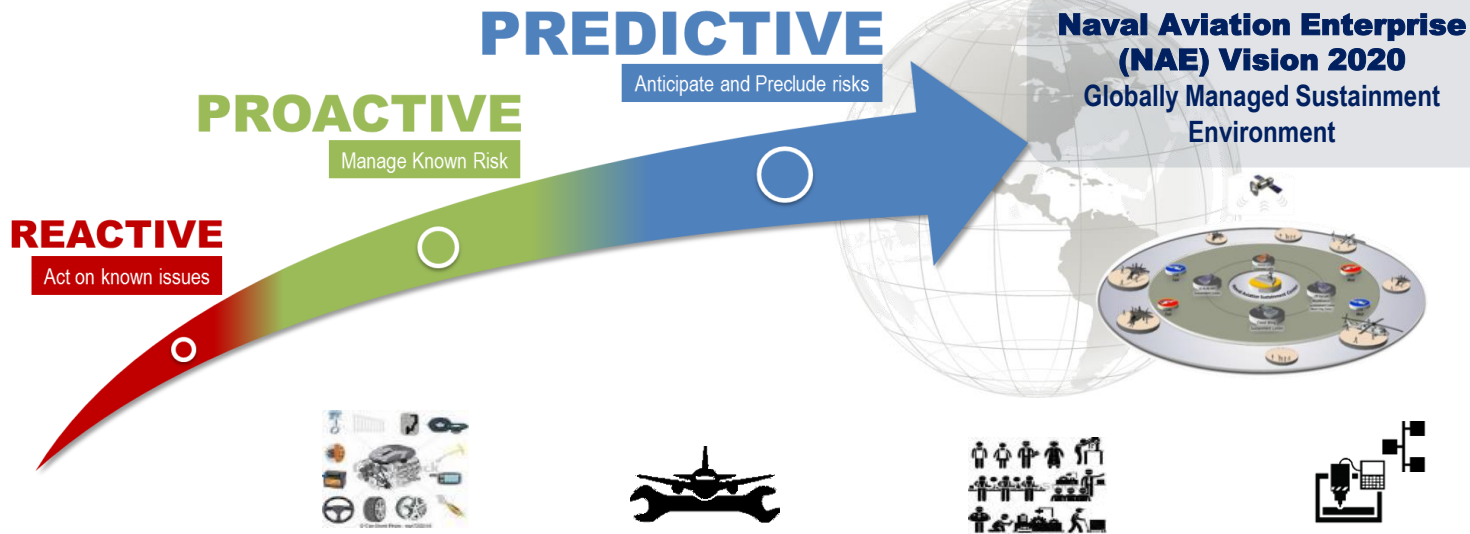 PREDICTIVE
Anticipate and Preclude risks
Naval Aviation Enterprise
(NAE) Vision 2020
Globally Managed Sustainment
Environment
PROACTIVE
Manage Known Risk
REACTIVE
Act on known issues